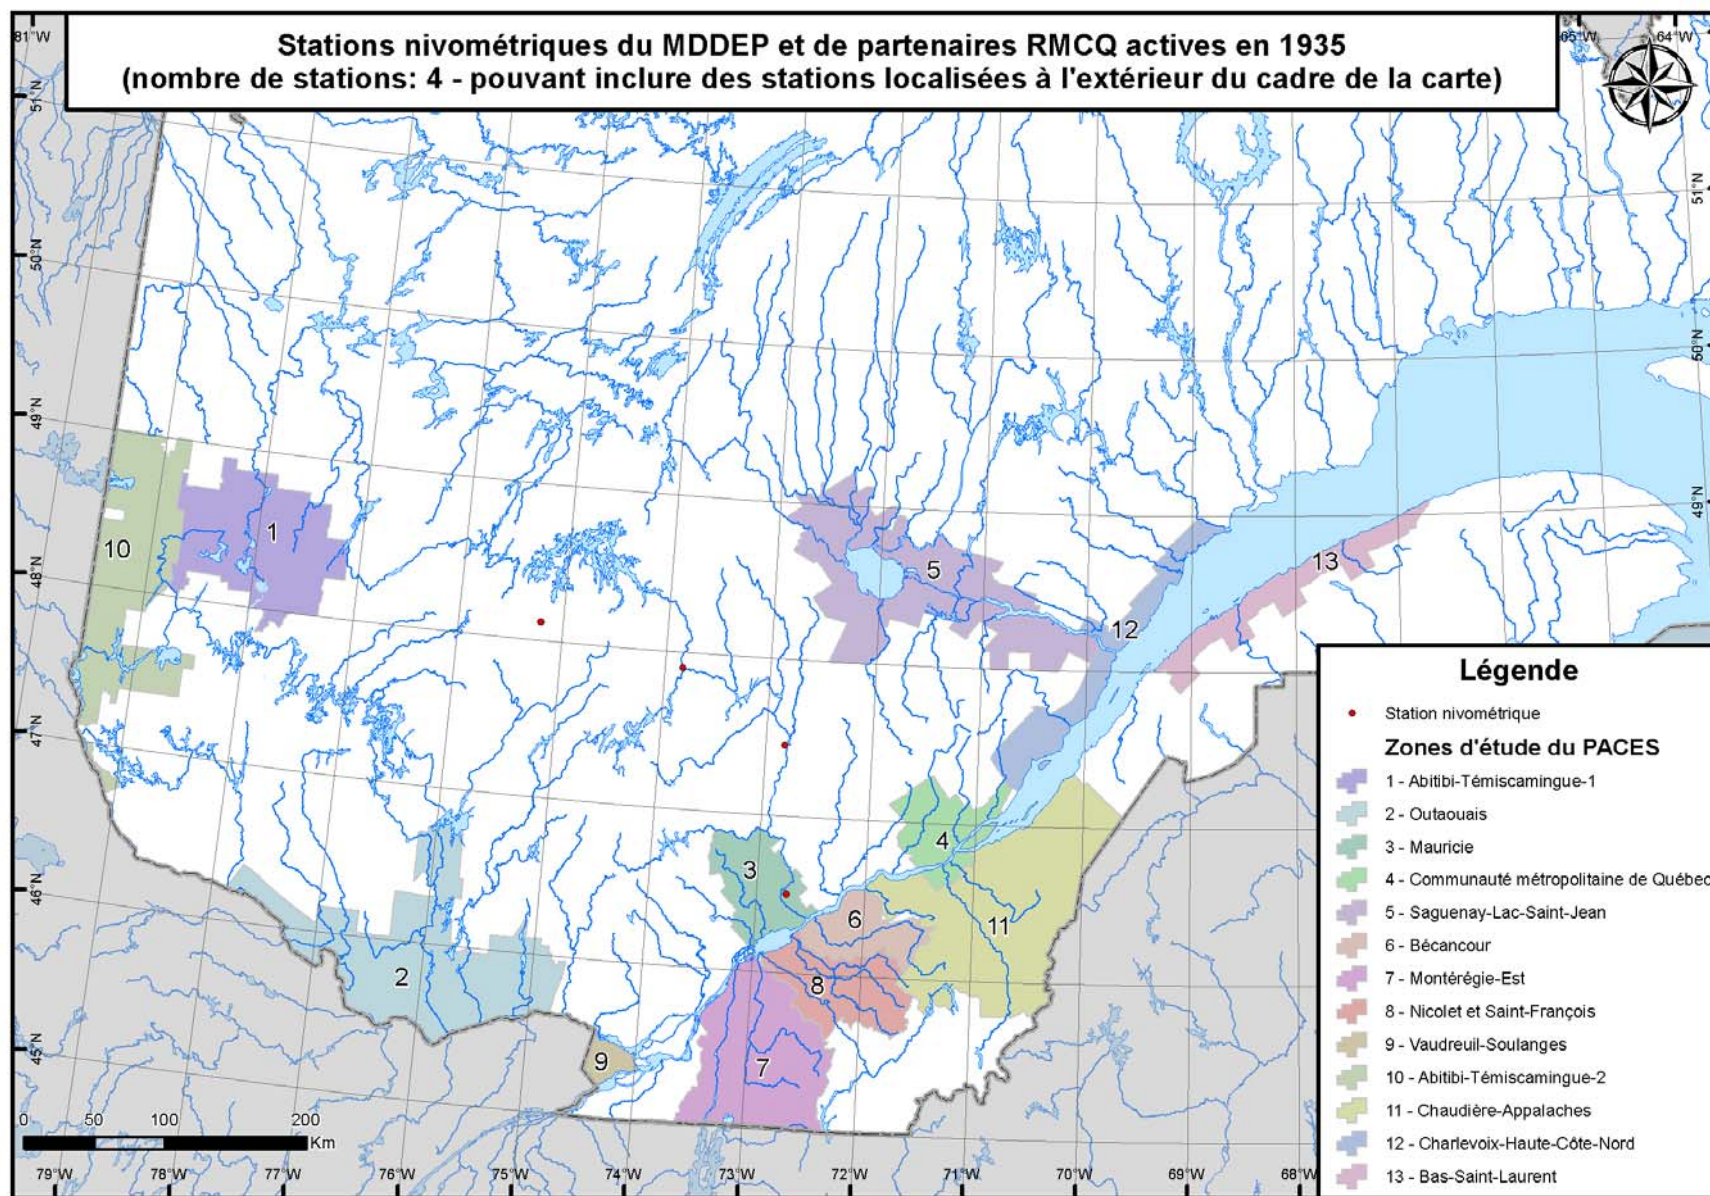 Stations nivométriques du MDDEP et de partenaires RMCQ actives en 1935
(nombre de stations: 4 - pouvant inclure des stations localisées à l'extérieur du cadre de la carte)
81°W
65°W
64°W
51°N
50°N
49°N
48°N
47°N
46°N
45°N
51°N
50°N
49°N
1
10
5
13
12
4
3
6
11
2
8
9
7
Légende
Station nivométrique
Zones d'étude du PACES
1 - Abitibi-Témiscamingue-1
2 - Outaouais
3 - Mauricie
4 - Communauté métropolitaine de Québec
5 - Saguenay-Lac-Saint-Jean
6 - Bécancour
7 - Montérégie-Est
8 - Nicolet et Saint-François
9 - Vaudreuil-Soulanges
10 - Abitibi-Témiscamingue-2
11 - Chaudière-Appalaches
12 - Charlevoix-Haute-Côte-Nord
13 - Bas-Saint-Laurent
0 50 100 200
Km
79°W 78°W 77°W 76°W 75°W 74°W 73°W 72°W 71°W 70°W 69°W 68°W